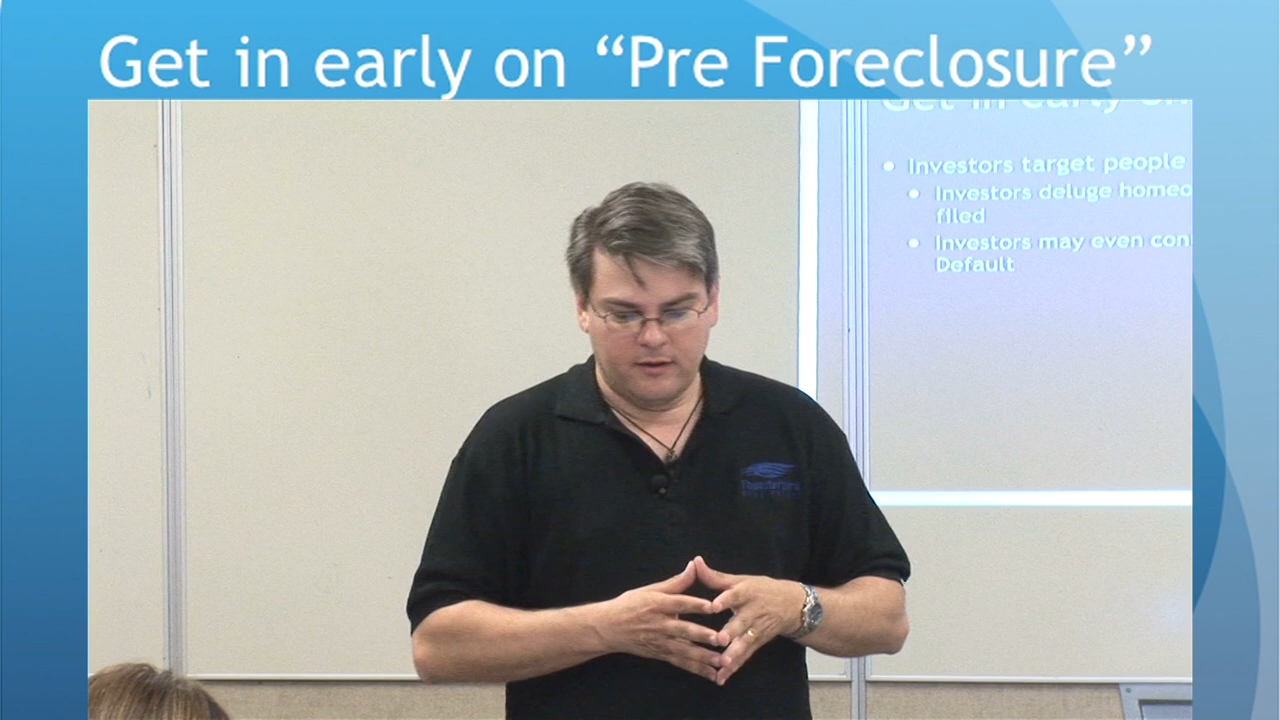 Get in early on “Pre Foreclosure”
Get in early on
• Investors target people
• Investors deluge homeo
filed
• Investors may even con
Default